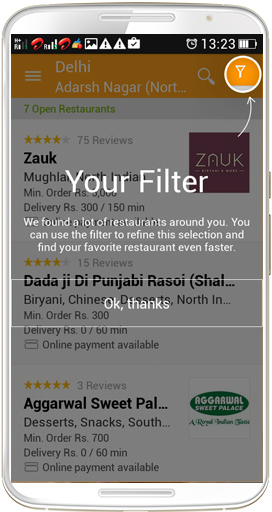 13:23
Delhi
Adarsh Nagar (Nort...
7 Open Restaurants
75 Reviews
Zauk
ZAUK
Mughlai, North Indian
Min. Order Rs. 3,000
Delivery Rs. 300 / 150 min
Your Filter
We found a lot of restaurants around you. You
can use the filter to refine this selection and
find your favorite restaurant even faster.
15 Reviews
Dada ji Di Punjabi Rasoi (Shal...
Biryani, Chinese, Desserts, North In...
Min. Order Rs. 300
Ok, thanks
Delivery Rs. 0 / 60 min
Online payment available
3 Reviews
Aggarwal Sweet Pal...
AGGARWAL
SWEET PALACE
A Royal Indian Taste
Desserts, Snacks, South...
Min. Order Rs. 700
Delivery Rs. 0 / 60 min
Online payment available